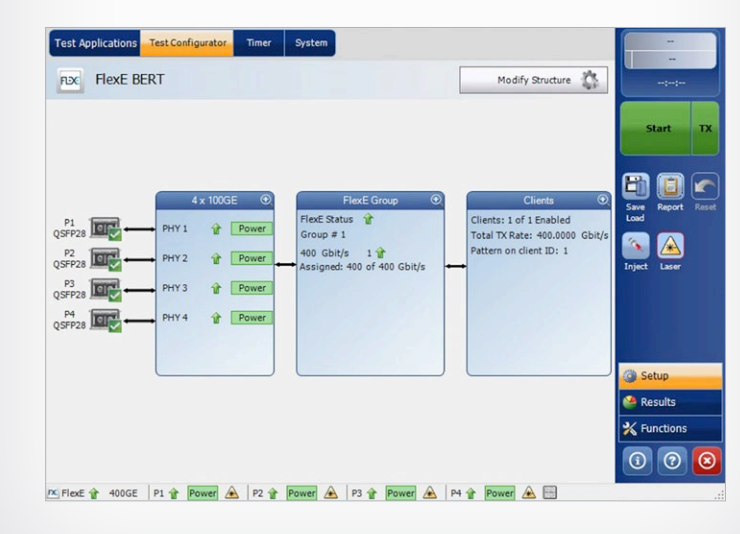 Test Applications Test Configurator Timer System
--
--
--:--:--
FLEX FlexE BERT
Modify Structure
Start TX
Save Load
Report
Reset
Inject
Laser
4 x 100GE
FlexE Group
Clients
P1 QSFP28
PHY 1 Power
P2 QSFP28
PHY 2 Power
P3 QSFP28
PHY 3 Power
P4 QSFP28
PHY 4 Power
FlexE Status
Group # 1
400 Gbit/s 1
Assigned: 400 of 400 Gbit/s
Clients: 1 of 1 Enabled
Total TX Rate: 400.0000 Gbit/s
Pattern on client ID: 1
Setup
Results
Functions
FlexE 400GE P1 Power P2 Power P3 Power P4 Power